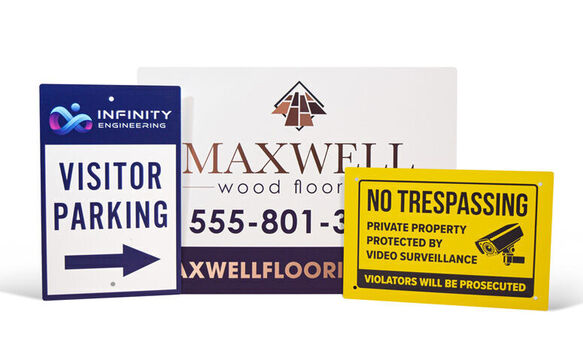 INFINITY
ENGINEERING
VISITOR
PARKING
MAXWELL
wood floor
555-801-3
AXWELLFLOORI
NO TRESPASSING
PRIVATE PROPERTY
PROTECTED BY
VIDEO SURVEILLANCE
VIOLATORS WILL BE PROSECUTED